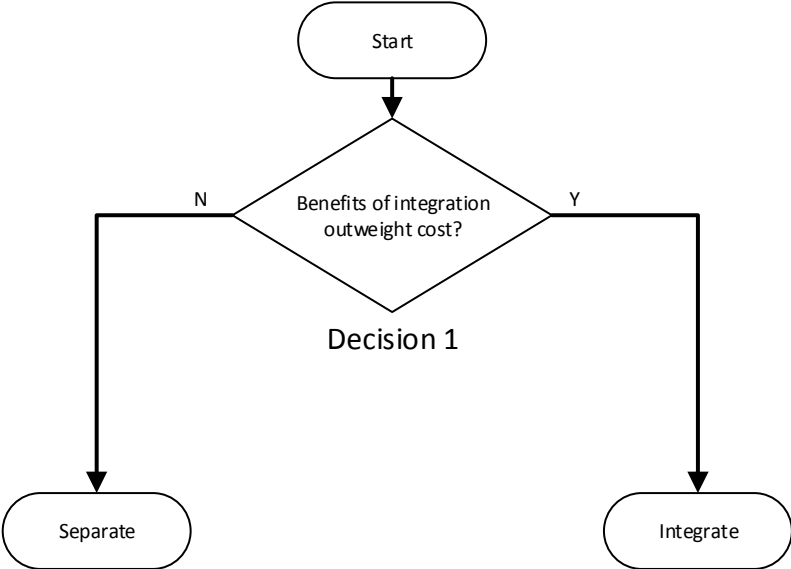 Start
N
Y
Benefits of integration
outweight cost?
Decision 1
Separate
Integrate